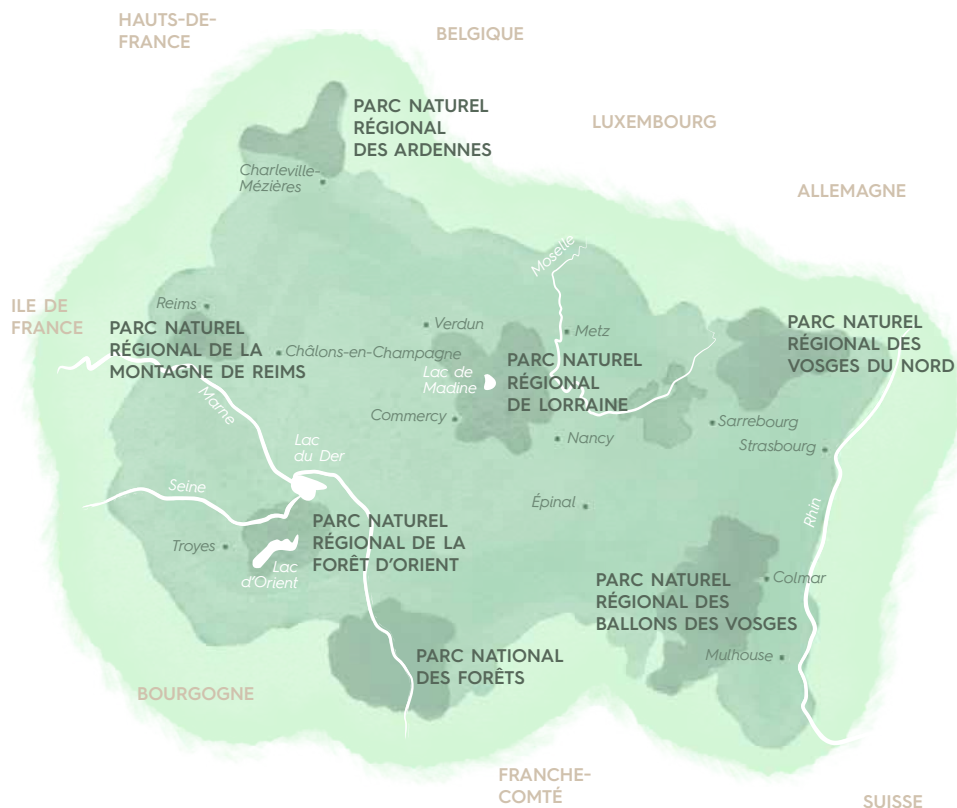 HAUTS-DE-
FRANCE
BELGIQUE
PARC NATUREL
RÉGIONAL
DES ARDENNES
LUXEMBOURG
Charleville-
Mézières
ALLEMAGNE
Moselle
ILE DE
FRANCE
Reims
PARC NATUREL
RÉGIONAL DE LA
MONTAGNE DE REIMS
Verdun
Metz
PARC NATUREL
RÉGIONAL DES
VOSGES DU NORD
Châlons-en-Champagne
Lac de
Madine
PARC NATUREL
RÉGIONAL
DE LORRAINE
Marne
Commercy
Nancy
Sarrebourg
Strasbourg
Lac
du Der
Seine
Épinal
Rhin
Troyes
PARC NATUREL
RÉGIONAL DE LA
FORÊT D'ORIENT
Lac
d'Orient
PARC NATUREL
RÉGIONAL DES
BALLONS DES VOSGES
Colmar
Mulhouse
PARC NATIONAL
DES FORÊTS
BOURGOGNE
FRANCHE-
COMTÉ
SUISSE